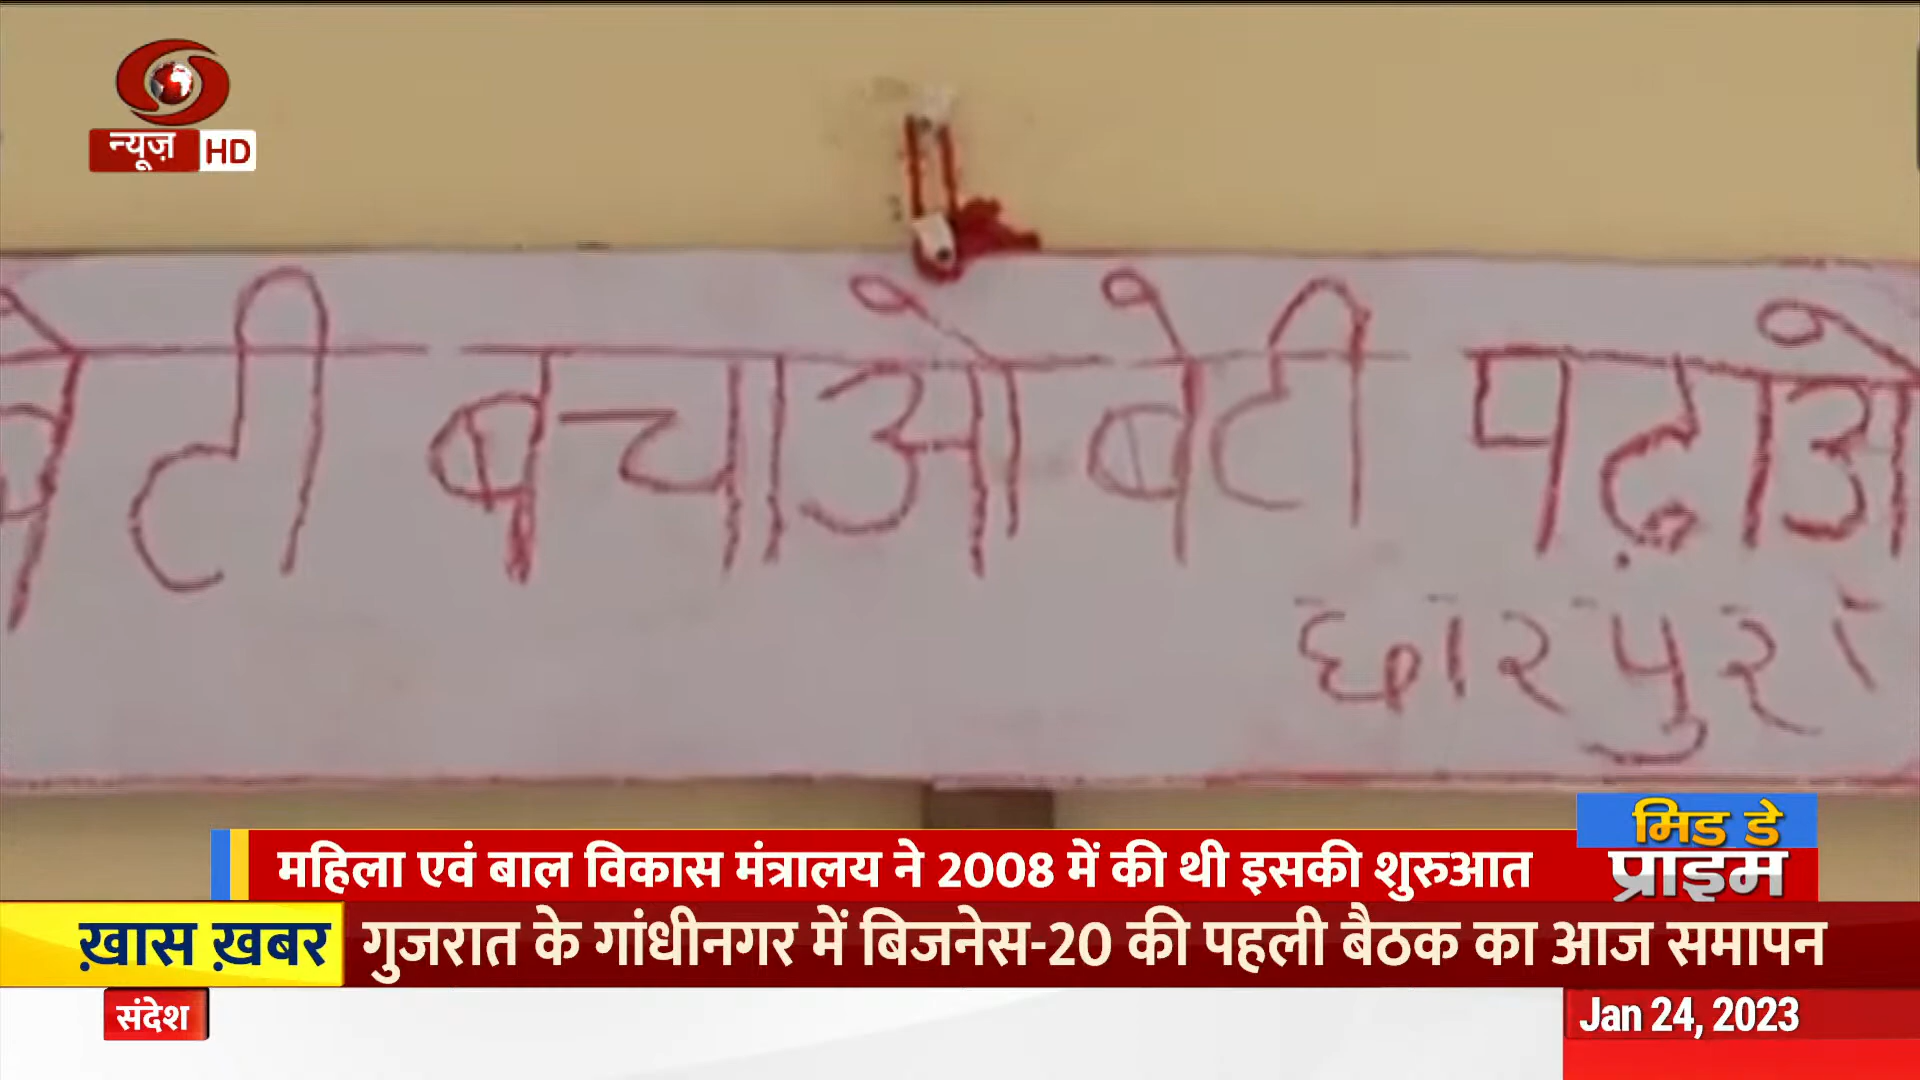 न्यूज़ HD
बेटी बचाओ बेटी पढ़ाओ
छारपुरा
मिड डे
प्राइम
महिला एवं बाल विकास मंत्रालय ने 2008 में की थी इसकी शुरुआत
ख़ास ख़बर गुजरात के गांधीनगर में बिजनेस-20 की पहली बैठक का आज समापन
संदेश
Jan 24, 2023